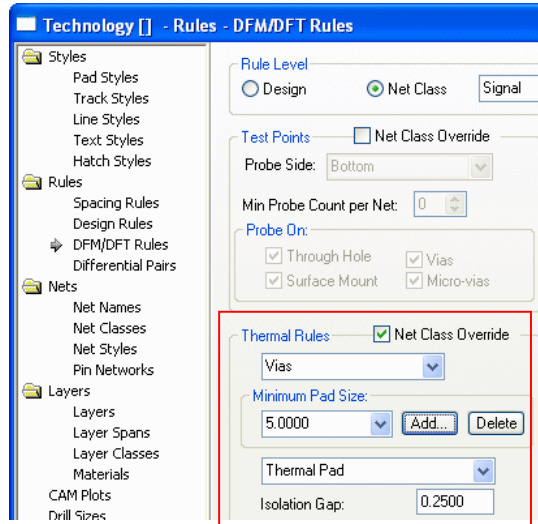 Technology [] - Rules - DFM/DFT Rules
Styles
Pad Styles
Track Styles
Line Styles
Text Styles
Hatch Styles
Rules
Spacing Rules
Design Rules
DFM/DFT Rules
Differential Pairs
Nets
Net Names
Net Classes
Net Styles
Pin Networks
Layers
Layers
Layer Spans
Layer Classes
Materials
CAM Plots
Drill Sizes
Rule Level
Design Net Class Signal
Test Points Net Class Override
Probe Side: Bottom
Min Probe Count per Net: 0
Probe On:
Through Hole Vias
Surface Mount Micro-vias
Thermal Rules Net Class Override
Vias
Minimum Pad Size:
5.0000 Add... Delete
Thermal Pad
Isolation Gap: 0.2500